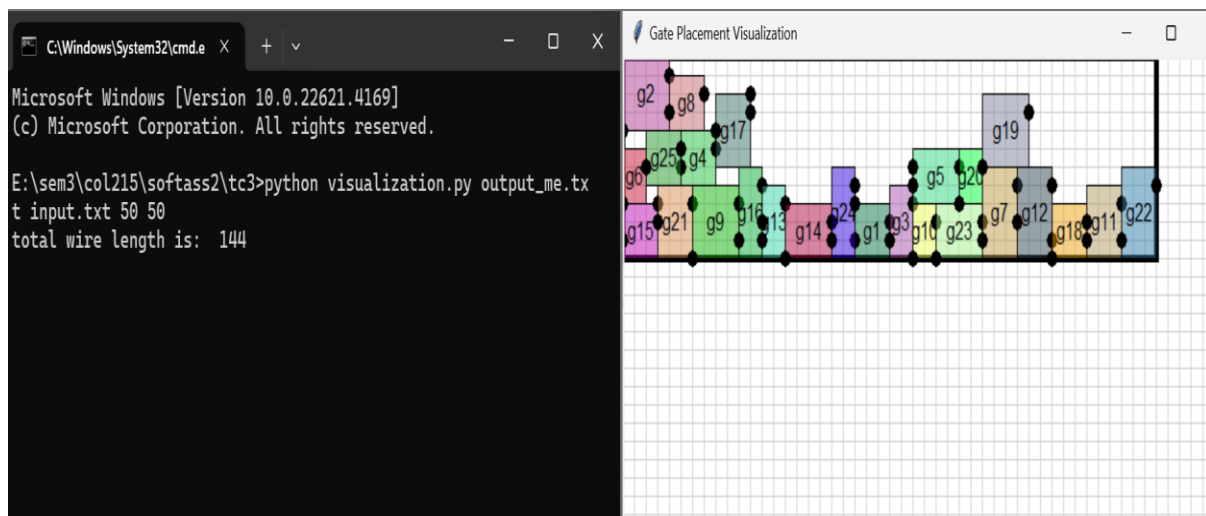 C:\Windows\System32\cmd.e
Microsoft Windows [Version 10.0.22621.4169]
(c) Microsoft Corporation. All rights reserved.
E:\sem3\col215\softass2\tc3>python visualization.py output_me.tx
t input.txt 50 50
total wire length is:  144
Gate Placement Visualization
g2
g8
g17
g19
g6
g25
g4
g5
g20
g15
g21
g9
g16
g13
g14
g24
g1
g3
g10
g23
g7
g12
g18
g11
g22